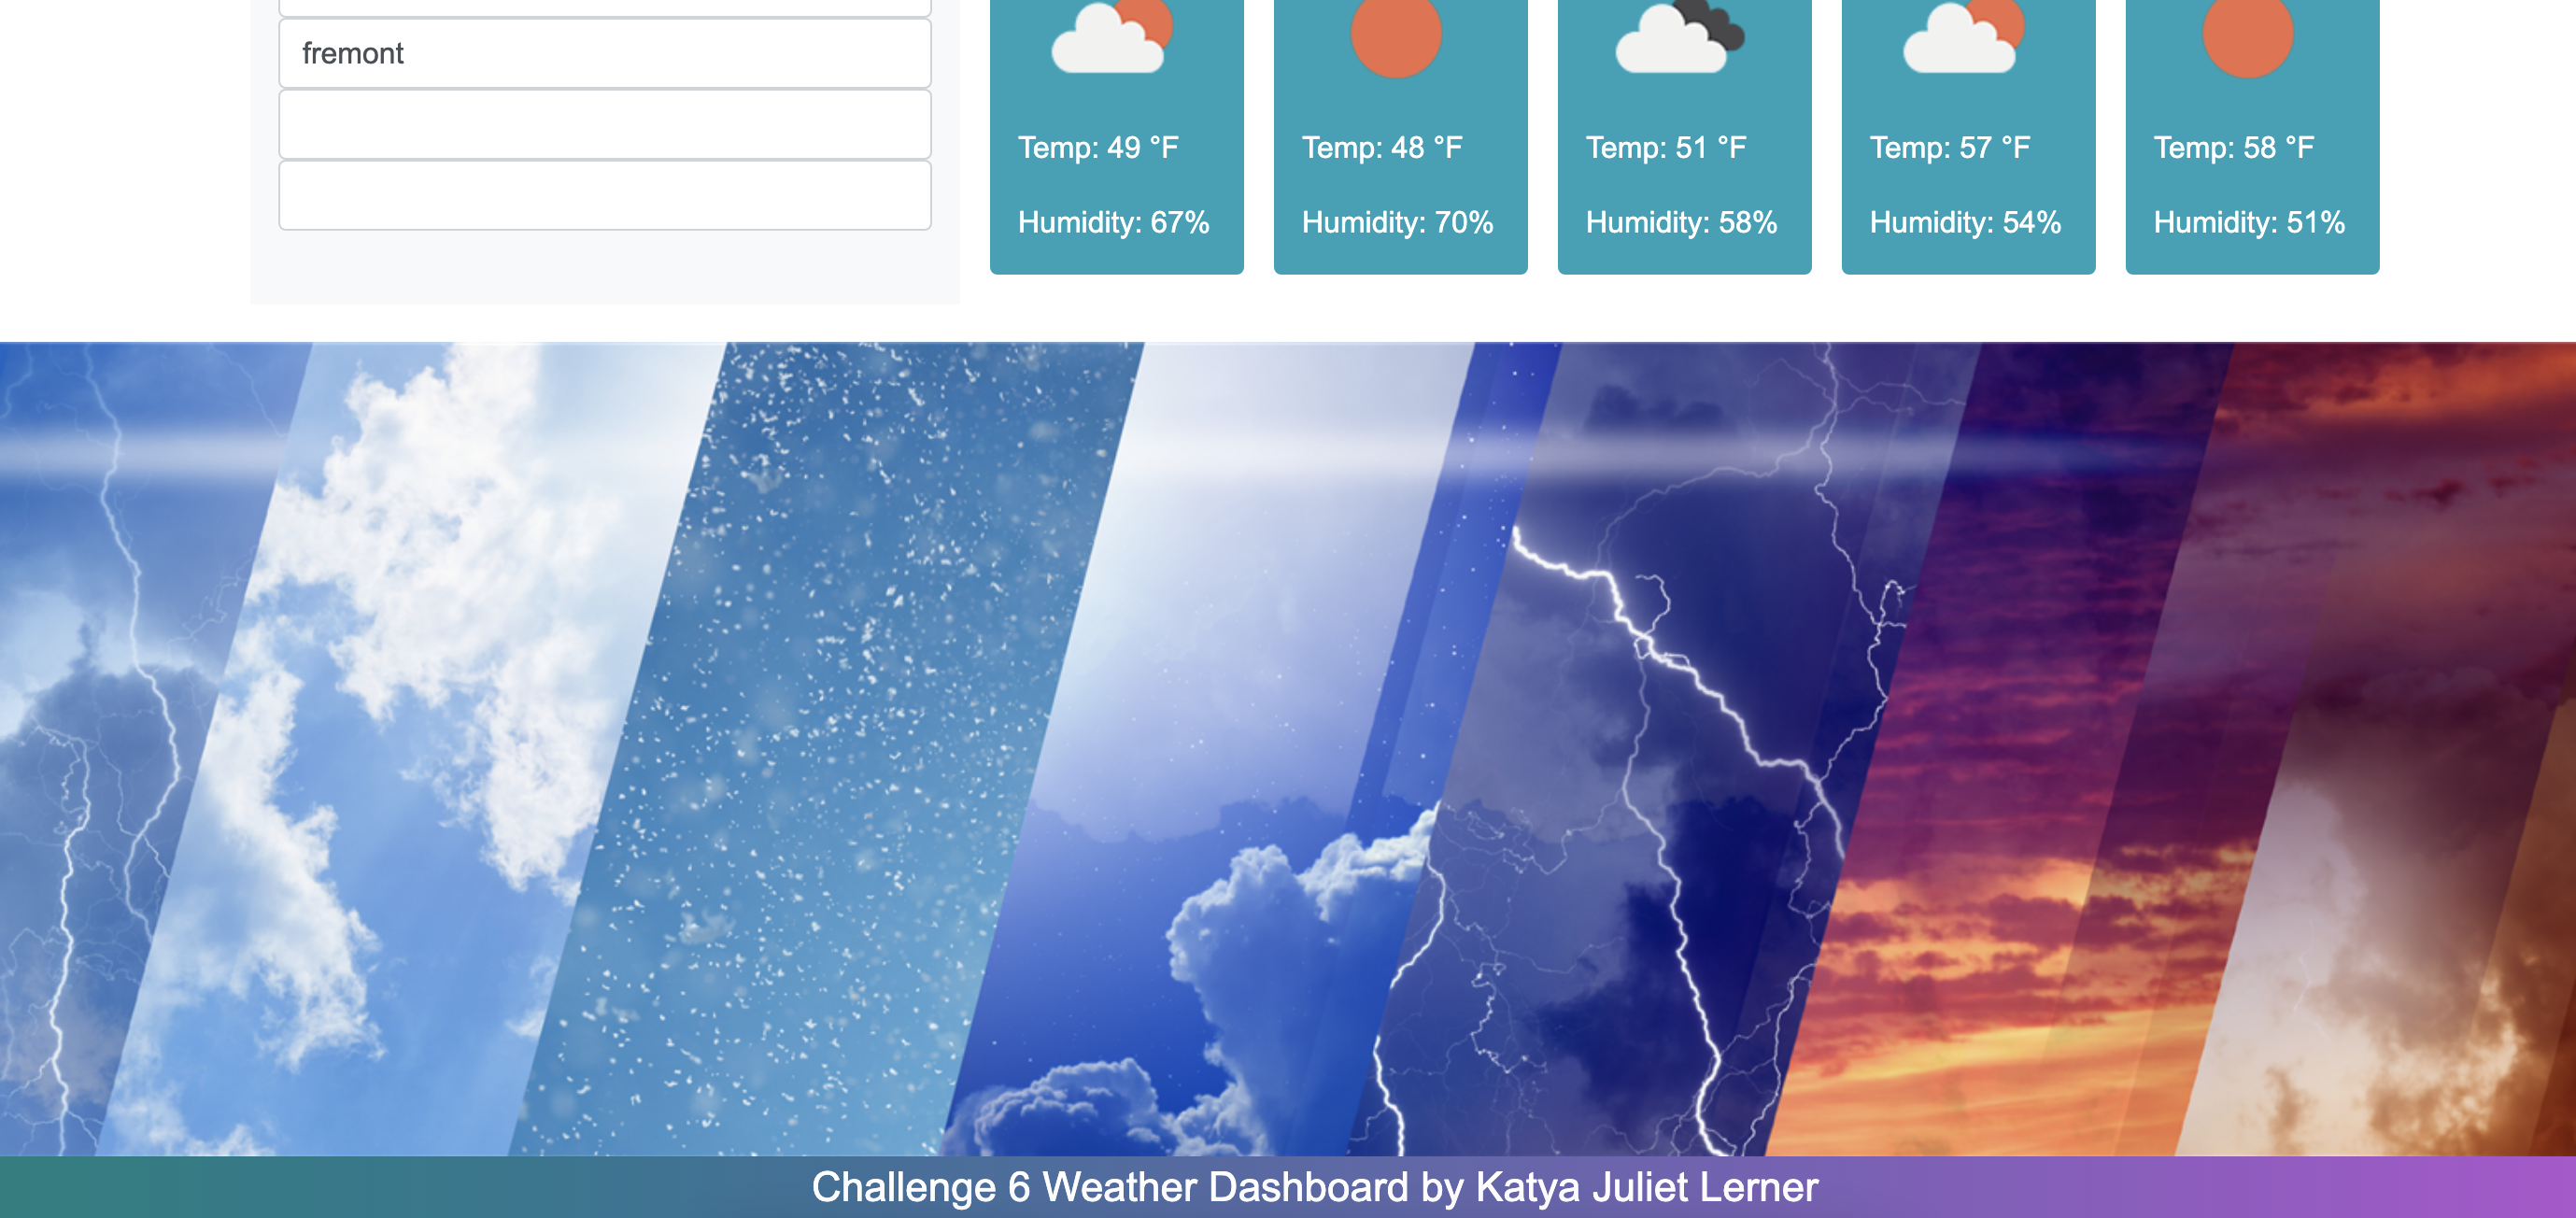 fremont
Temp: 49 °F
Humidity: 67%
Temp: 48 °F
Humidity: 70%
Temp: 51 °F
Humidity: 58%
Temp: 57 °F
Humidity: 54%
Temp: 58 °F
Humidity: 51%
Challenge 6 Weather Dashboard by Katya Juliet Lerner